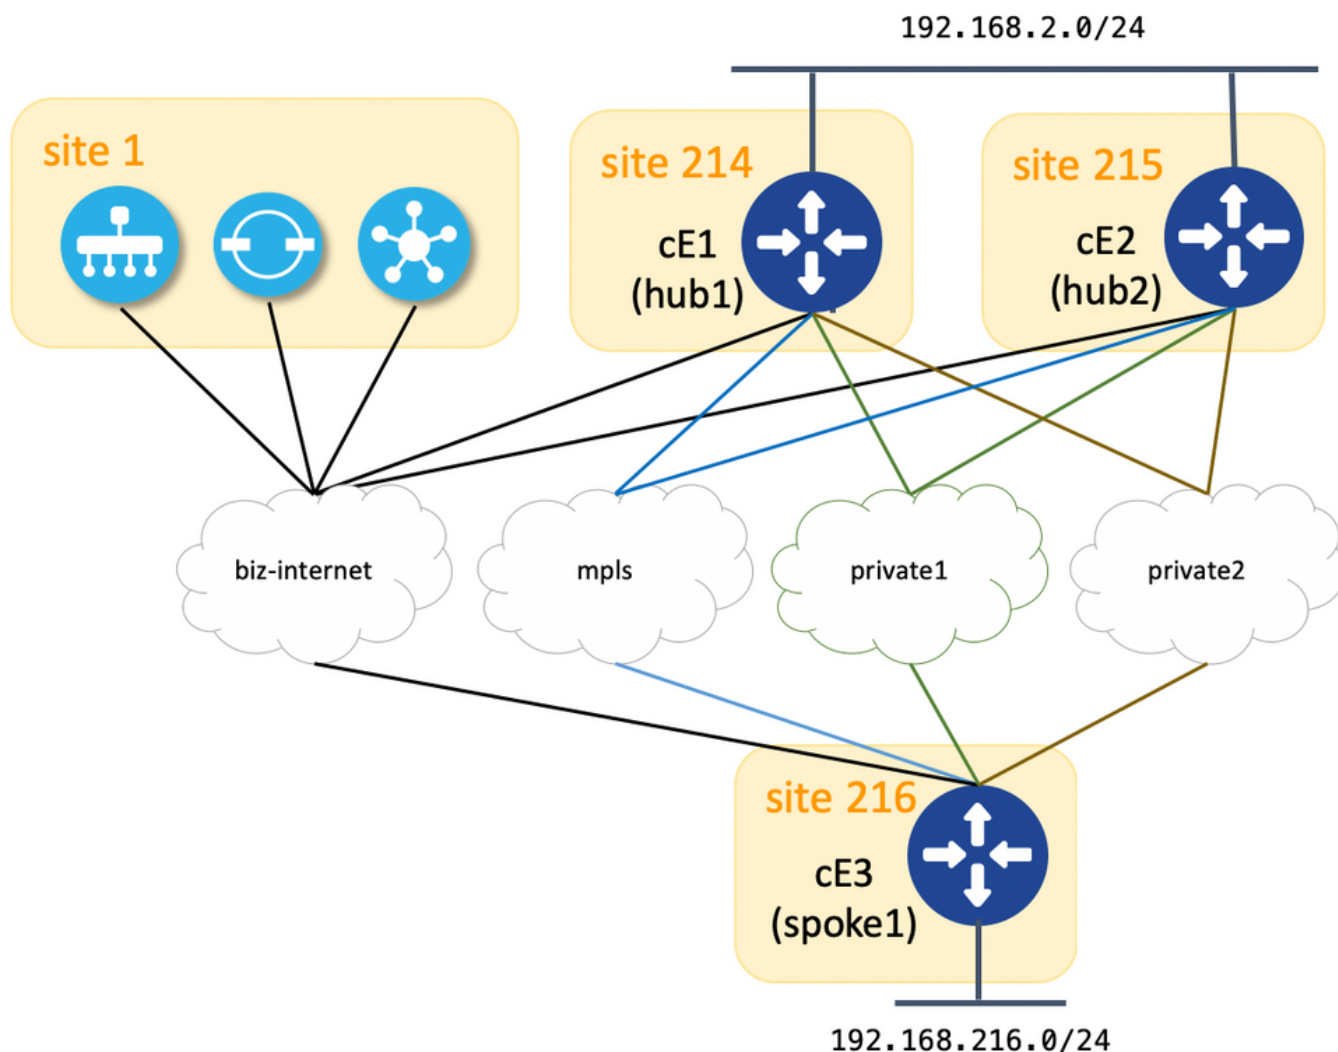 192.168.2.0/24
site 1
site 214
cE1
(hub1)
site 215
cE2
(hub2)
biz-internet
mpls
private1
private2
site 216
cE3
(spoke1)
192.168.216.0/24